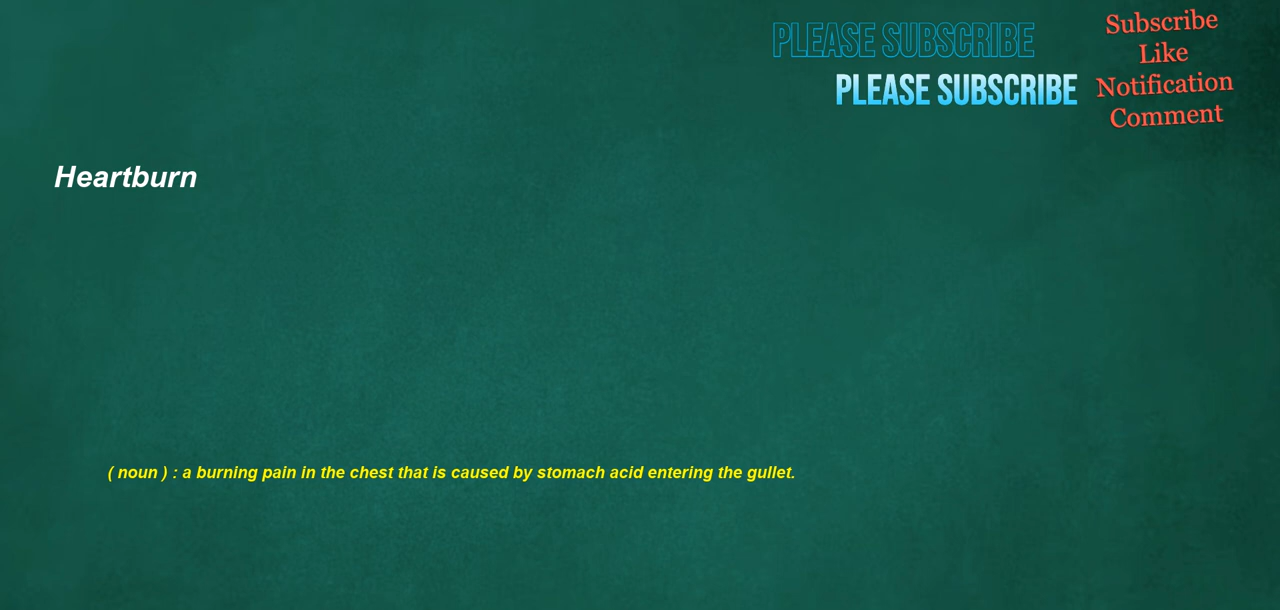 PLEASE SUBSCRIBE
PLEASE SUBSCRIBE
Subscribe
Like
Notification
Comment
Heartburn
( noun ) : a burning pain in the chest that is caused by stomach acid entering the gullet.